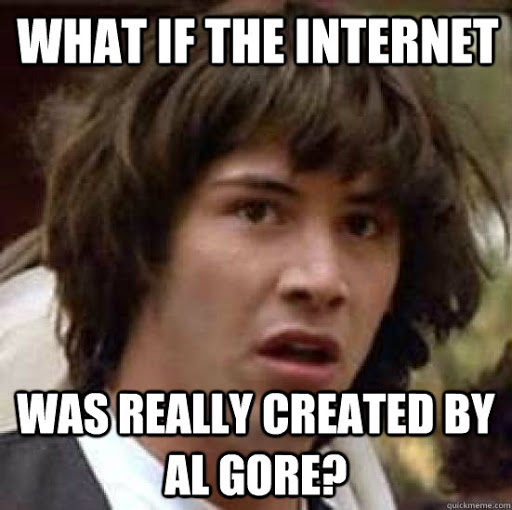 WHAT IF THE INTERNET
WAS REALLY CREATED BY
AL GORE?
quickmeme.com